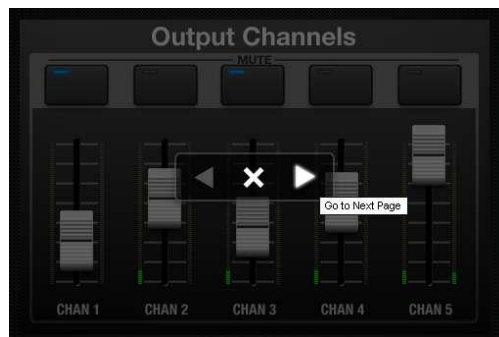 Output Channels
MUTE
Go to Next Page
CHAN 1 CHAN 2 CHAN 3 CHAN 4 CHAN 5